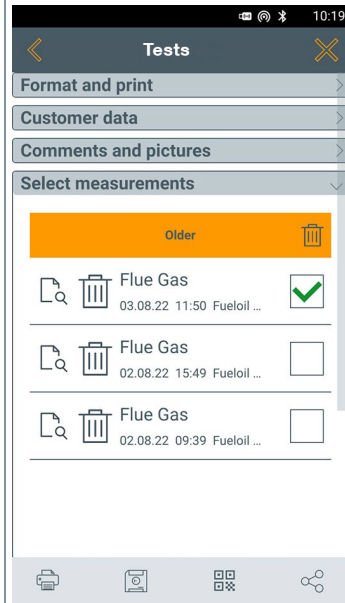 10:19
Tests
Format and print
Customer data
Comments and pictures
Select measurements
Older
Flue Gas
03.08.22 11:50 Fueloil ...
Flue Gas
02.08.22 15:49 Fueloil ...
Flue Gas
02.08.22 09:39 Fueloil ...